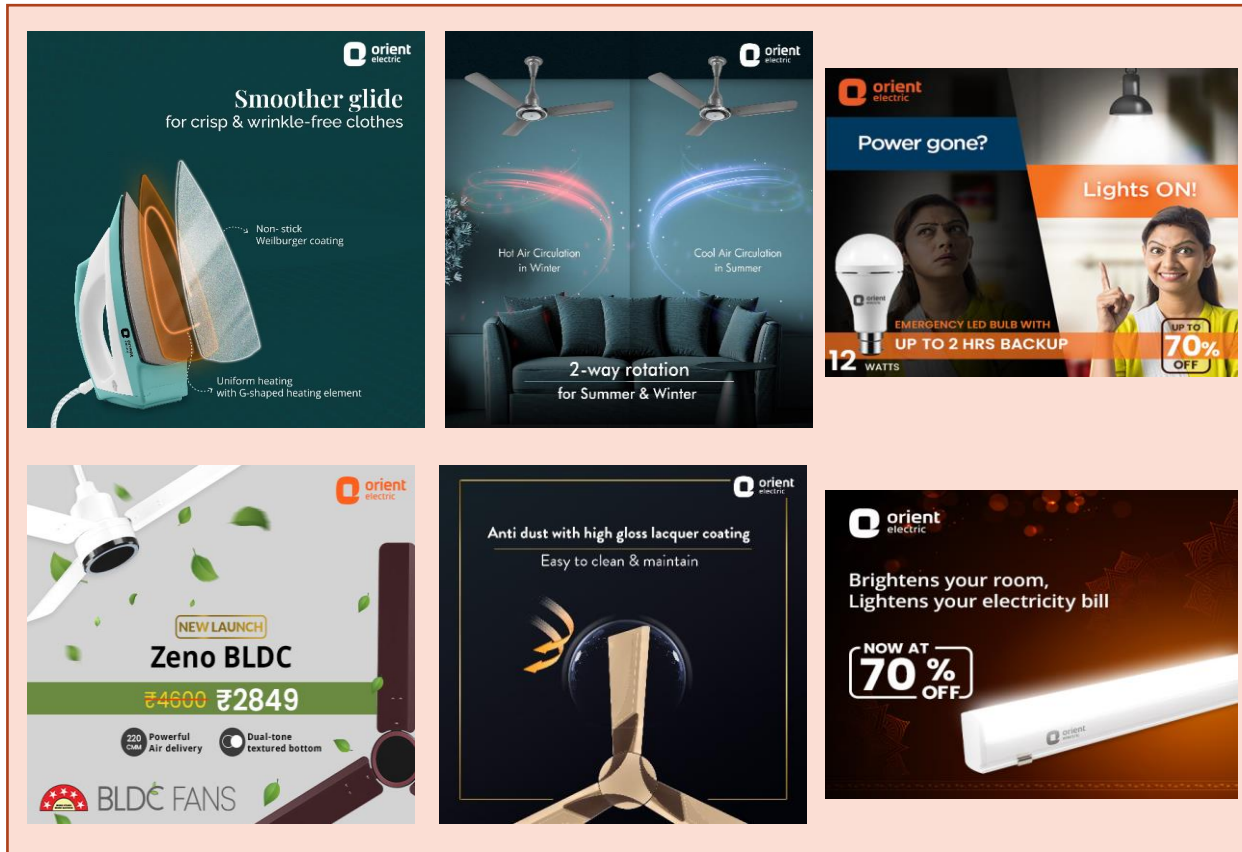 orient
electric
Smoother glide
for crisp & wrinkle-free clothes
Non- stick
Weilburger coating
Uniform heating
with G-shaped heating element
orient
electric
Hot Air Circulation
in Winter
Cool Air Circulation
in Summer
2-way rotation
for Summer & Winter
orient
electric
Power gone?
Lights ON!
orient
electric
EMERGENCY LED BULB WITH
UP TO 2 HRS BACKUP
12 WATTS
UP TO
70%
OFF
orient
electric
NEW LAUNCH
Zeno BLDC
₹4600 ₹2849
220
CMM
Powerful
Air delivery
Dual-tone
textured bottom
BLDC FANS
orient
electric
Anti dust with high gloss lacquer coating
Easy to clean & maintain
orient
electric
Brightens your room,
Lightens your electricity bill
NOW AT
70 %
OFF
orient
electric